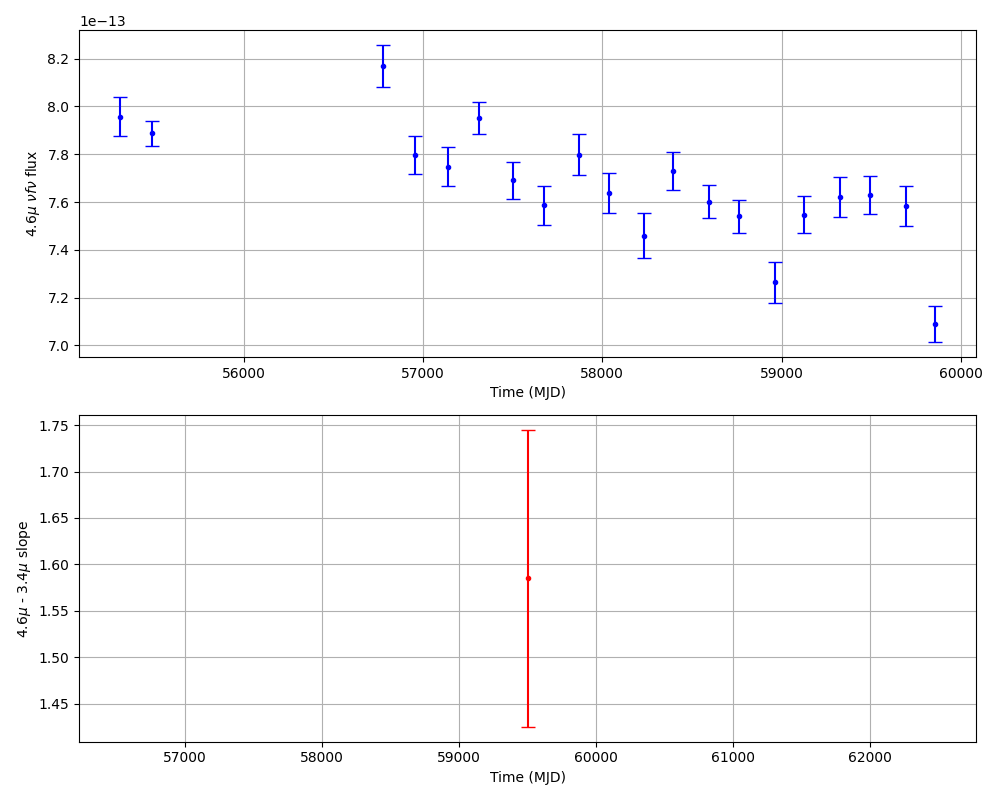 1e−13
8.2
8.0
7.8
7.6
7.4
7.2
7.0
4.6μ νfν flux
56000 57000 58000 59000 60000
Time (MJD)
1.75
1.70
1.65
1.60
1.55
1.50
1.45
4.6μ - 3.4μ slope
57000 58000 59000 60000 61000 62000
Time (MJD)